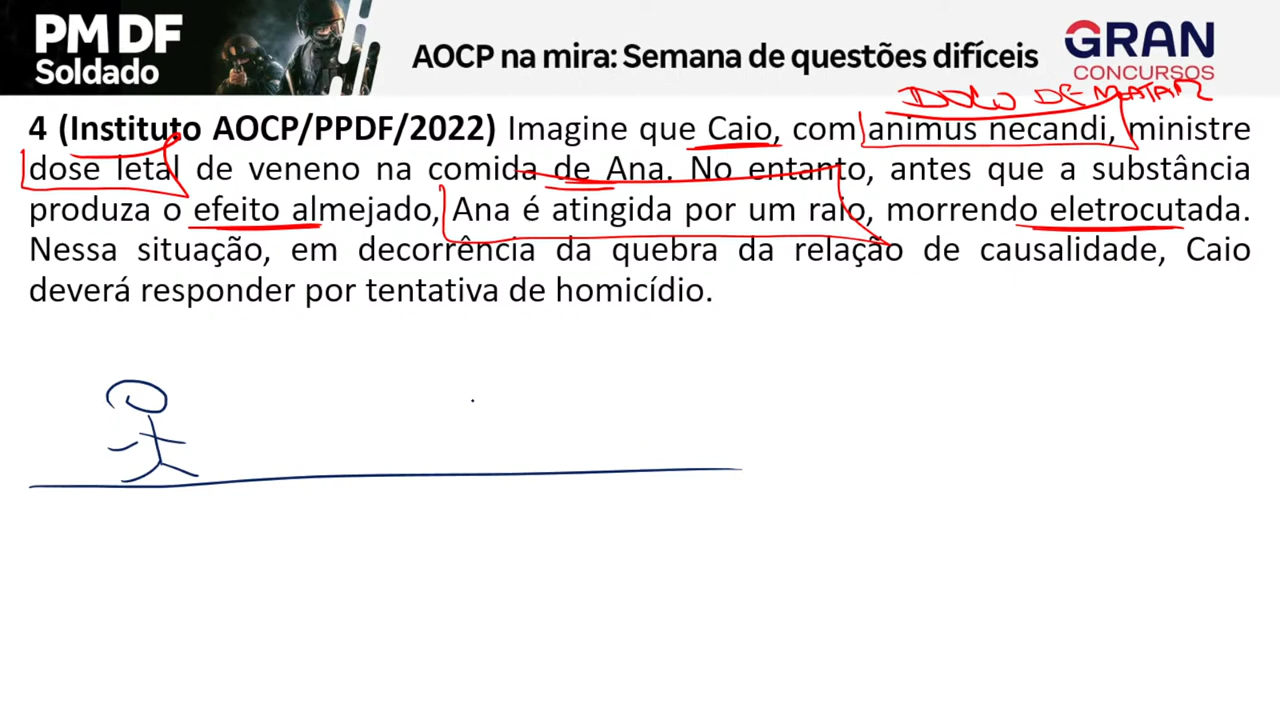 PM DF
Soldado
AOCP na mira: Semana de questões difíceis
GRAN
CONCURSOS
DOLO DE MATAR
4 (Instituto AOCP/PPDF/2022) Imagine que Caio, com animus necandi, ministre
dose letal de veneno na comida de Ana. No entanto, antes que a substância
produza o efeito almejado, Ana é atingida por um raio, morrendo eletrocutada.
Nessa situação, em decorrência da quebra da relação de causalidade, Caio
deverá responder por tentativa de homicídio.